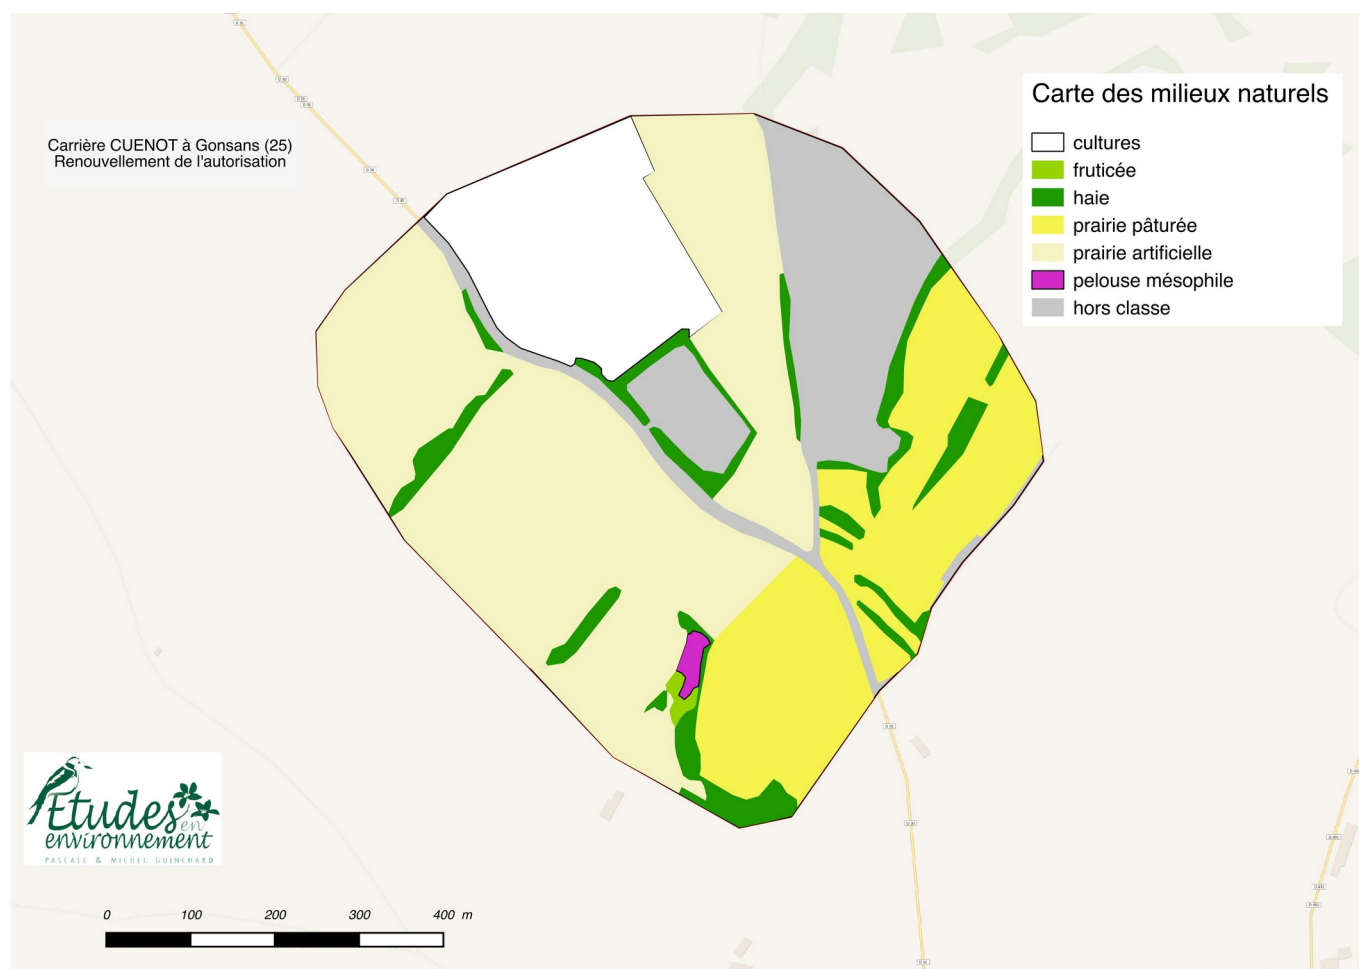 Carte des milieux naturels
Carrière CUENOT à Gonsans (25)
Renouvellement de l'autorisation
cultures
fruticée
haie
prairie pâturée
prairie artificielle
pelouse mésophile
hors classe
Etudes
en
environnement
PASCALE & MICHEL GUINCHARD
0 100 200 300 400 m